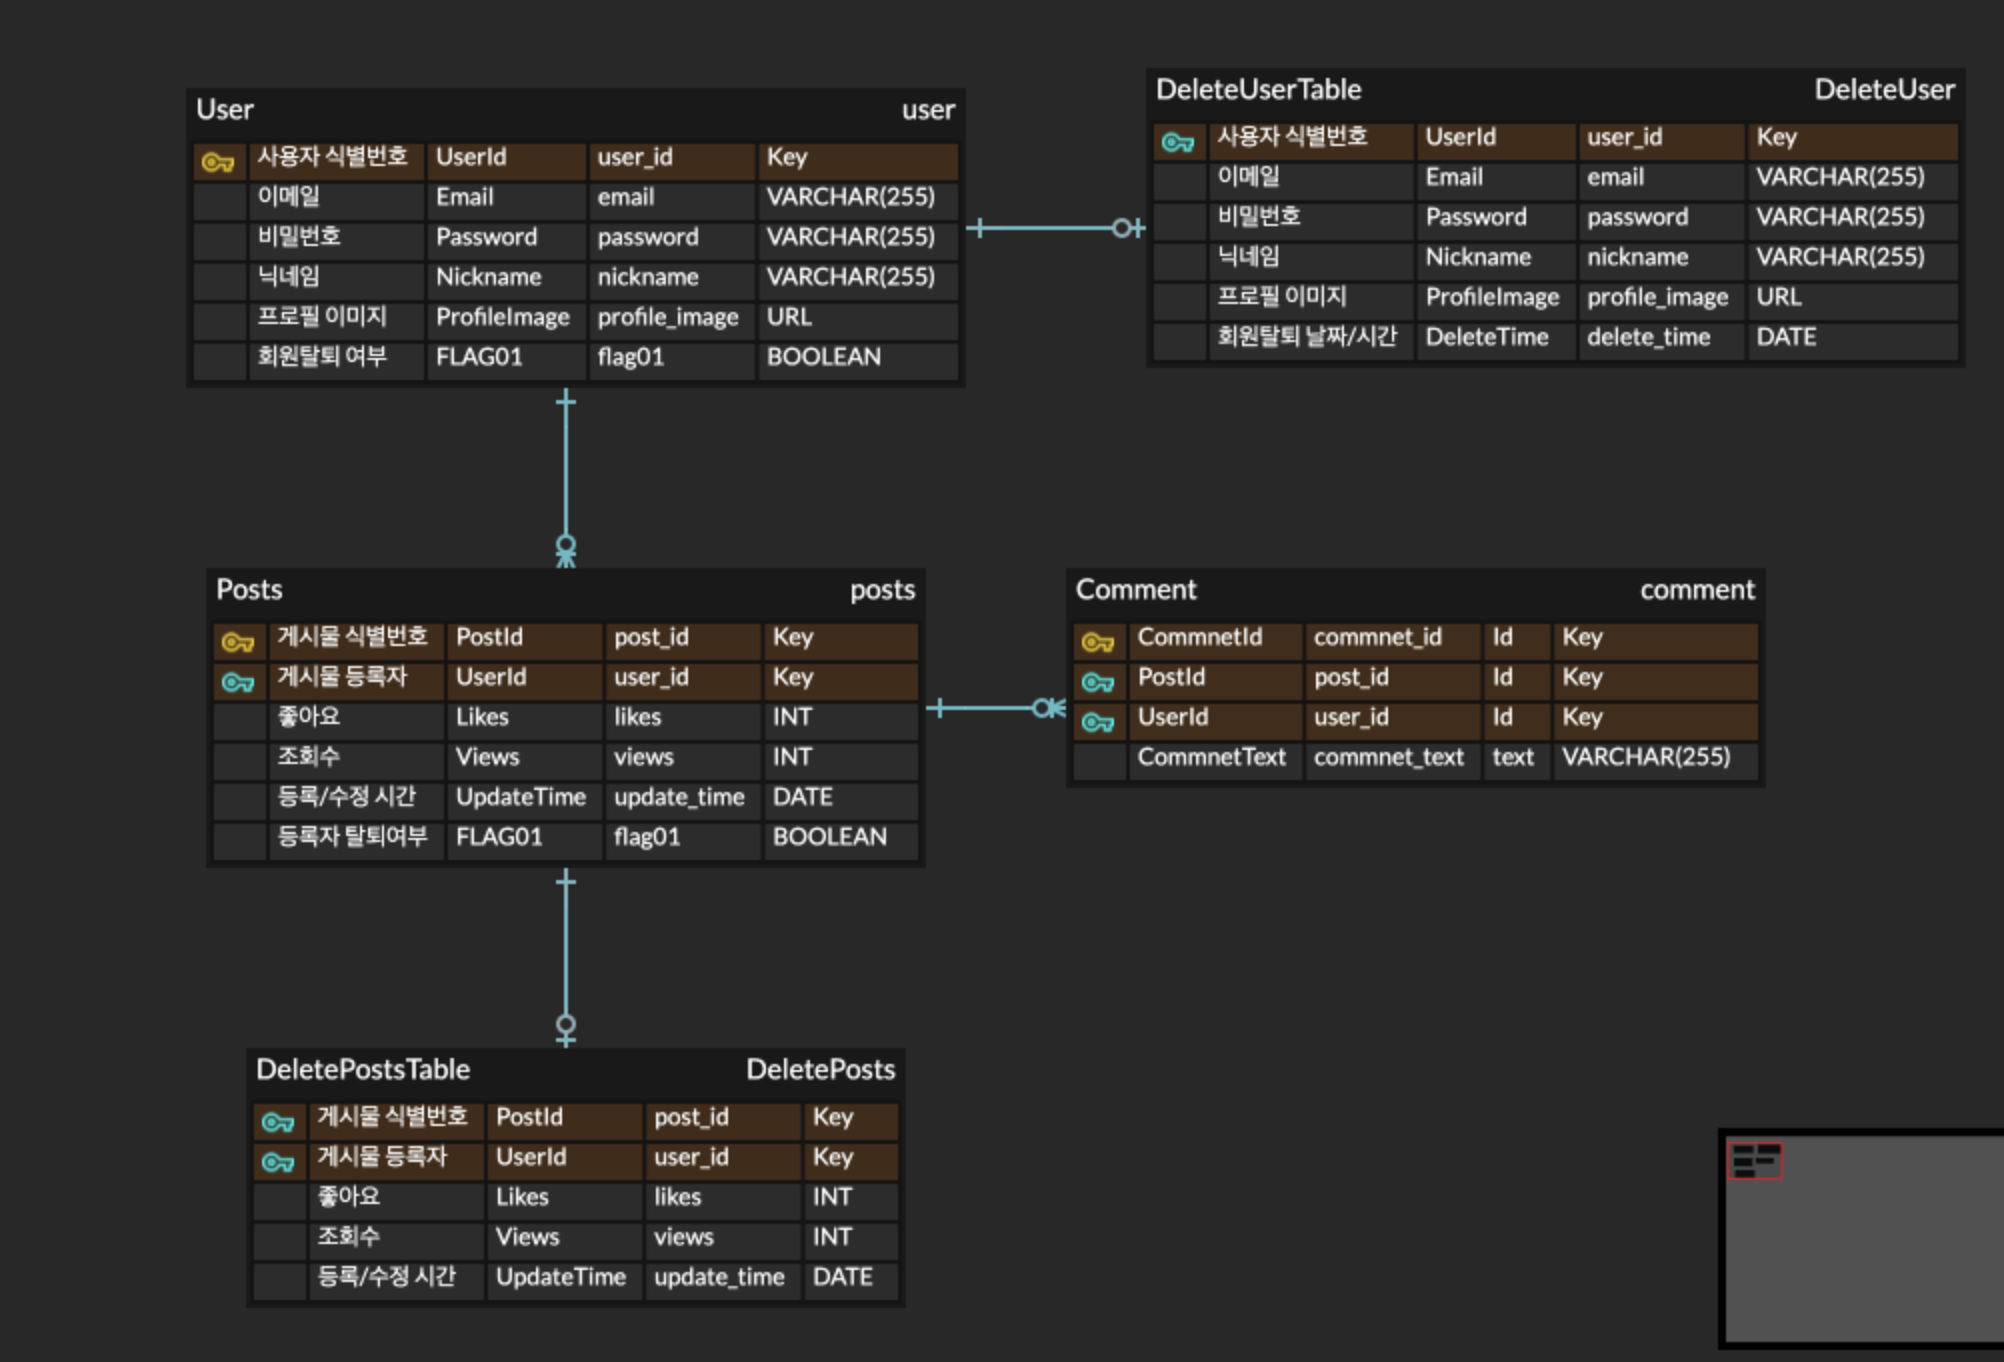 User user
사용자 식별번호 UserId user_id Key
이메일 Email email VARCHAR(255)
비밀번호 Password password VARCHAR(255)
닉네임 Nickname nickname VARCHAR(255)
프로필 이미지 ProfileImage profile_image URL
회원탈퇴 여부 FLAG01 flag01 BOOLEAN
DeleteUserTable DeleteUser
사용자 식별번호 UserId user_id Key
이메일 Email email VARCHAR(255)
비밀번호 Password password VARCHAR(255)
닉네임 Nickname nickname VARCHAR(255)
프로필 이미지 ProfileImage profile_image URL
회원탈퇴 날짜/시간 DeleteTime delete_time DATE
Posts posts
게시물 식별번호 PostId post_id Key
게시물 등록자 UserId user_id Key
좋아요 Likes likes INT
조회수 Views views INT
등록/수정 시간 UpdateTime update_time DATE
등록자 탈퇴여부 FLAG01 flag01 BOOLEAN
Comment comment
CommnetId commnet_id Id Key
PostId post_id Id Key
UserId user_id Id Key
CommnetText commnet_text text VARCHAR(255)
DeletePostsTable DeletePosts
게시물 식별번호 PostId post_id Key
게시물 등록자 UserId user_id Key
좋아요 Likes likes INT
조회수 Views views INT
등록/수정 시간 UpdateTime update_time DATE